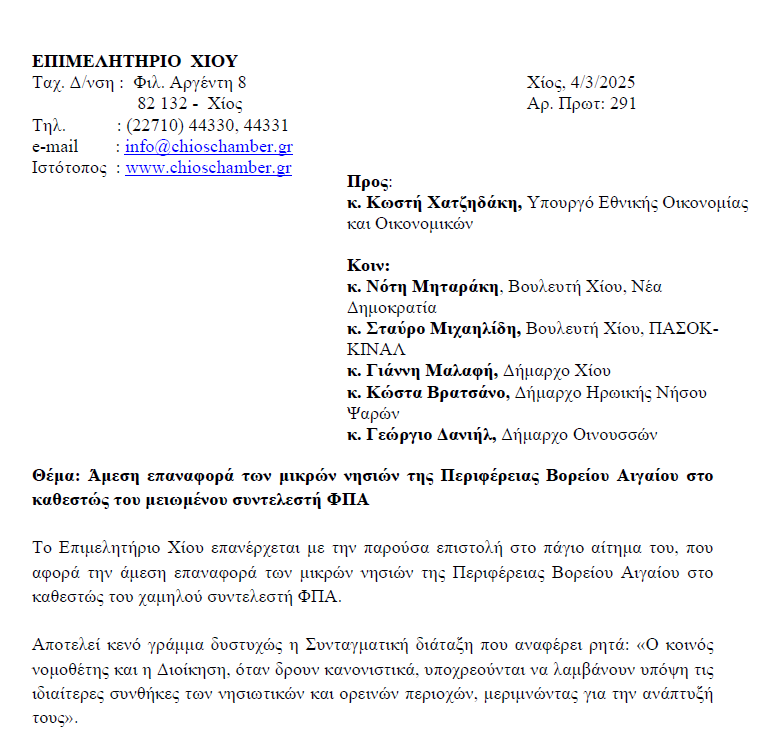 ΕΠΙΜΕΛΗΤΗΡΙΟ ΧΙΟΥ
Ταχ. Δ/νση : Φιλ. Αργέντη 8
Χίος, 4/3/2025
82 132 - Χίος
Αρ. Πρωτ: 291
Τηλ. : (22710) 44330, 44331
e-mail : info@chioschamber.gr
Ιστότοπος : www.chioschamber.gr
Προς:
κ. Κωστή Χατζηδάκη, Υπουργό Εθνικής Οικονομίας
και Οικονομικών
Κοιν:
κ. Νότη Μηταράκη, Βουλευτή Χίου, Νέα
Δημοκρατία
κ. Σταύρο Μιχαηλίδη, Βουλευτή Χίου, ΠΑΣΟΚ-
ΚΙΝΑΛ
κ. Γιάννη Μαλαφή, Δήμαρχο Χίου
κ. Κώστα Βρατσάνο, Δήμαρχο Ηρωικής Νήσου
Ψαρών
κ. Γεώργιο Δανιήλ, Δήμαρχο Οινουσσών
Θέμα: Άμεση επαναφορά των μικρών νησιών της Περιφέρειας Βορείου Αιγαίου στο
καθεστώς του μειωμένου συντελεστή ΦΠΑ
Το Επιμελητήριο Χίου επανέρχεται με την παρούσα επιστολή στο πάγιο αίτημα του, που
αφορά την άμεση επαναφορά των μικρών νησιών της Περιφέρειας Βορείου Αιγαίου στο
καθεστώς του χαμηλού συντελεστή ΦΠΑ.
Αποτελεί κενό γράμμα δυστυχώς η Συνταγματική διάταξη που αναφέρει ρητά: «Ο κοινός
νομοθέτης και η Διοίκηση, όταν δρουν κανονιστικά, υποχρεούνται να λαμβάνουν υπόψη τις
ιδιαίτερες συνθήκες των νησιωτικών και ορεινών περιοχών, μεριμνώντας για την ανάπτυξή
τους».